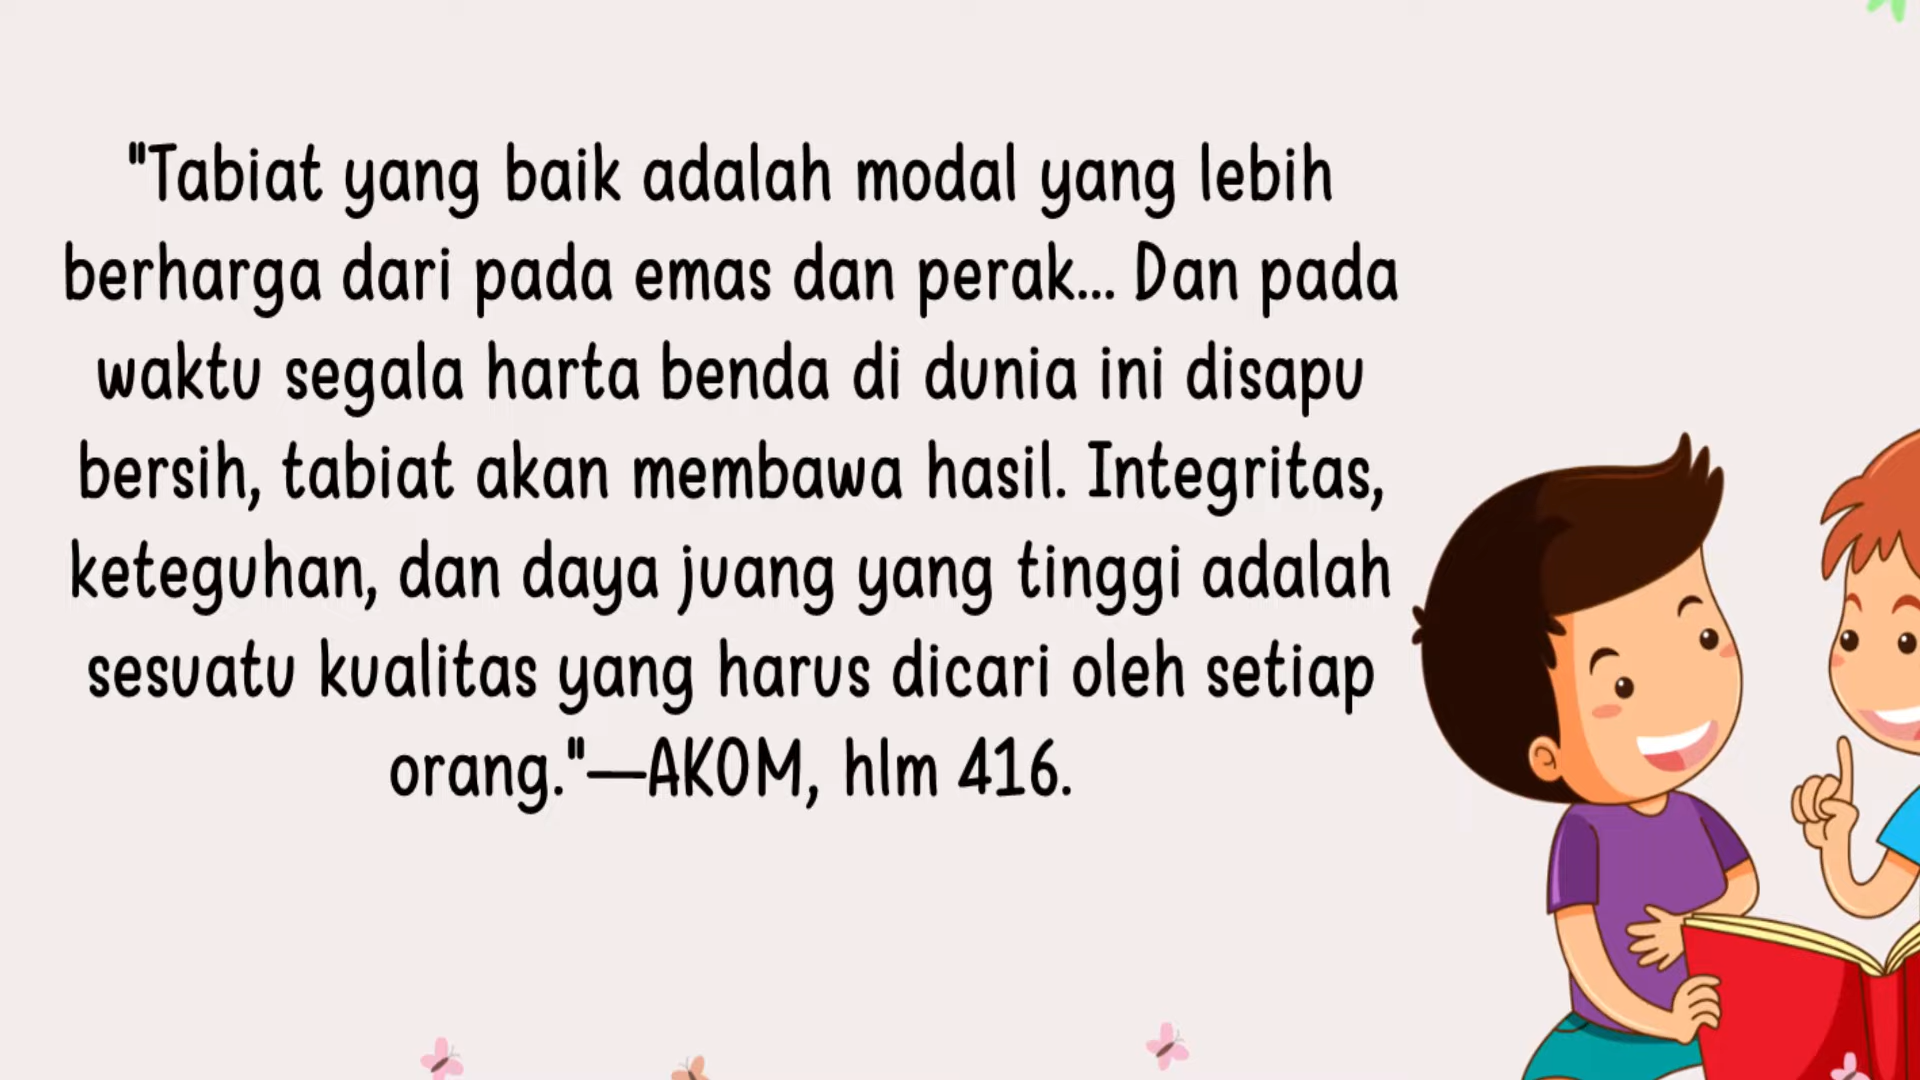 "Tabiat yang baik adalah modal yang lebih
berharga dari pada emas dan perak... Dan pada
waktu segala harta benda di dunia ini disapu
bersih, tabiat akan membawa hasil. Integritas,
keteguhan, dan daya juang yang tinggi adalah
sesuatu kualitas yang harus dicari oleh setiap
orang."—AKOM, hlm 416.